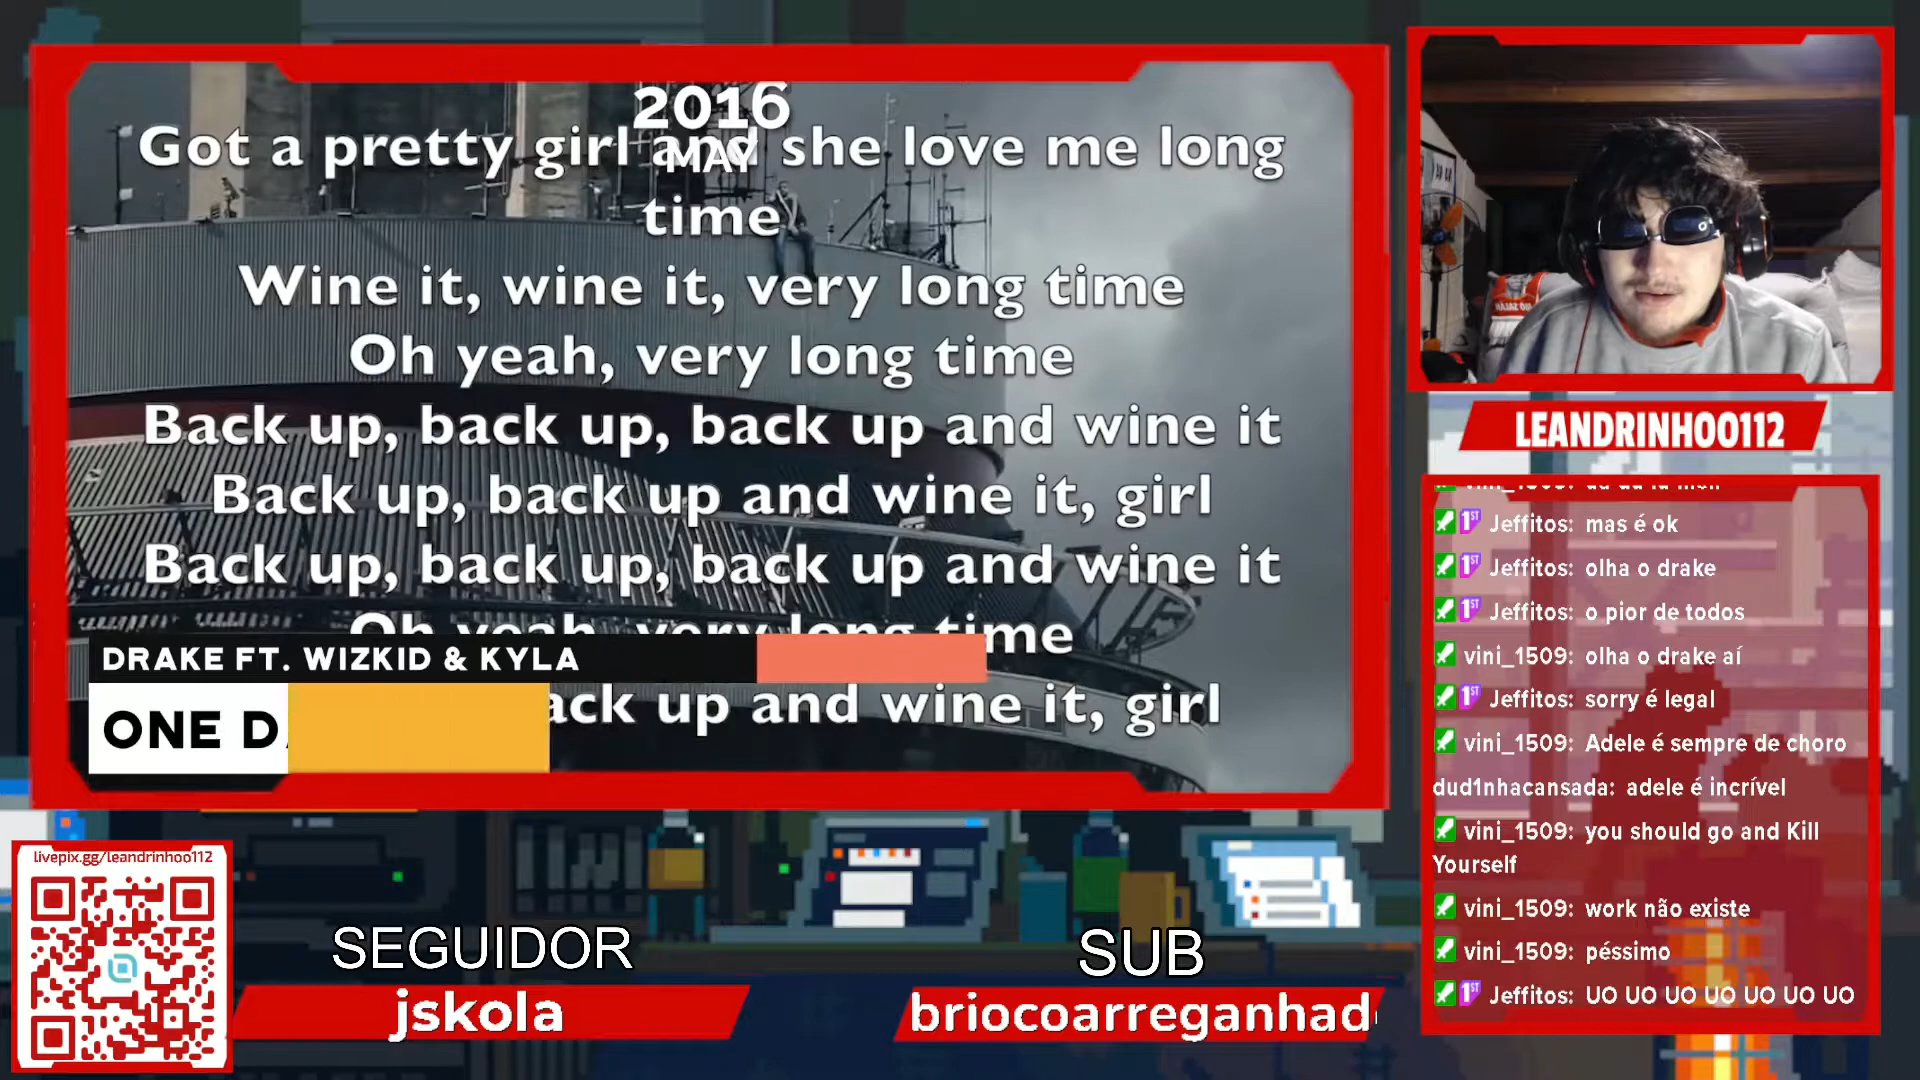 2016
MAY
Got a pretty girl and she love me long
time
Wine it, wine it, very long time
Oh yeah, very long time
Back up, back up, back up and wine it
Back up, back up and wine it, girl
Back up, back up, back up and wine it
Oh yeah, very long time
DRAKE FT. WIZKID & KYLA
ONE D
ack up and wine it, girl
LEANDRINHOO112
Jeffitos: mas é ok
Jeffitos: olha o drake
Jeffitos: o pior de todos
vini_1509: olha o drake aí
Jeffitos: sorry é legal
vini_1509: Adele é sempre de choro
dud1nhacansada: adele é incrível
vini_1509: you should go and Kill
Yourself
vini_1509: work não existe
vini_1509: péssimo
Jeffitos: UO UO UO UO UO UO UO
livepix.gg/leandrinhoo112
SEGUIDOR
jskola
SUB
briocoarreganhad